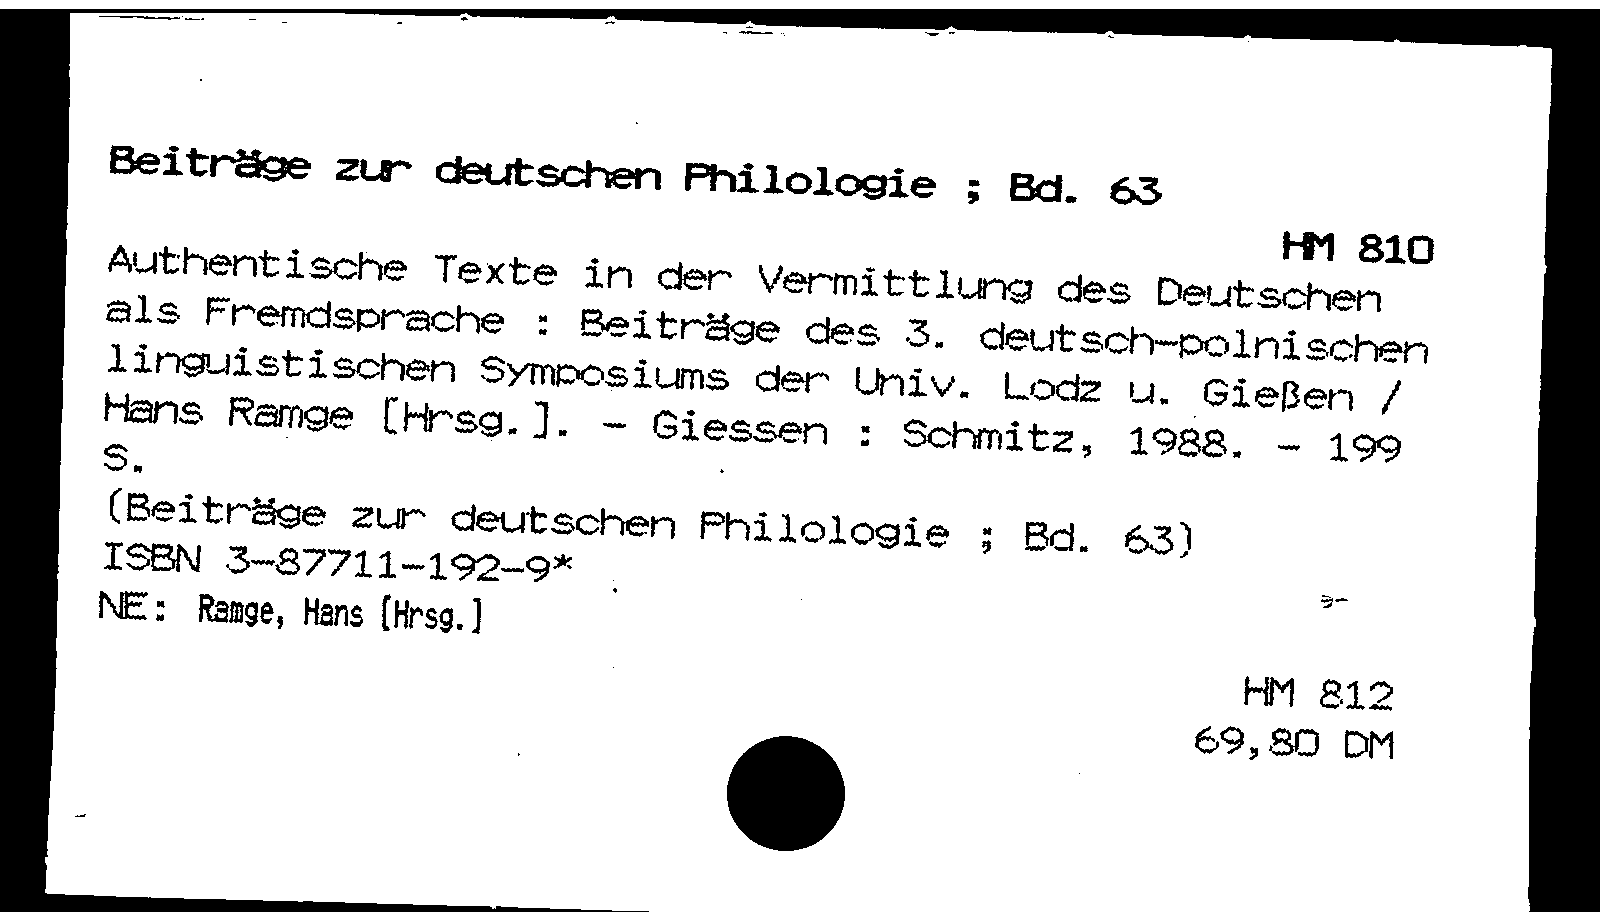 Beiträge zur deutschen Philologie ; Bd. 63
HM 810
Authentische Texte in der Vermittlung des Deutschen
als Fremdsprache : Beiträge des 3. deutsch-polnischen
linguistischen Symposiums der Univ. Lodz u. Gießen /
Hans Ramge [Hrsg.]. - Giessen : Schmitz, 1988. - 199
S.
(Beiträge zur deutschen Philologie ; Bd. 63)
ISBN 3-87711-192-9*
NE: Ramge, Hans [Hrsg.]
HM 812
69,80 DM